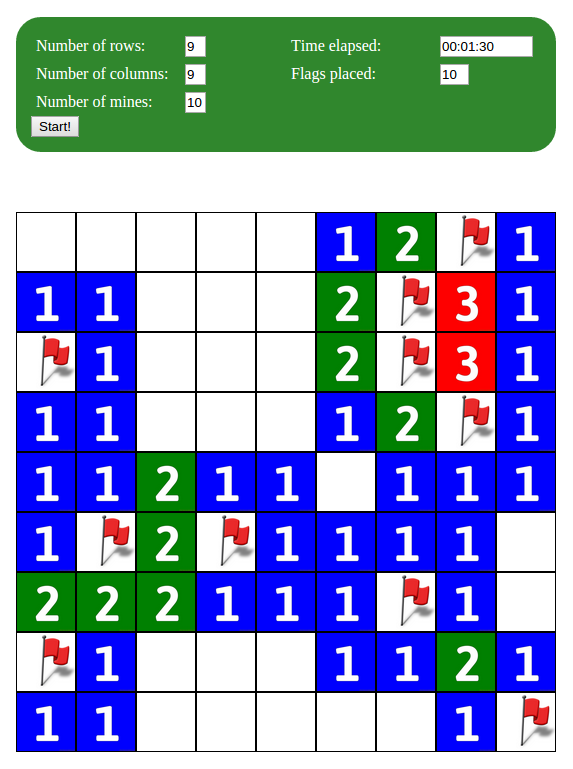 Number of rows: 9 Time elapsed: 00:01:30
Number of columns: 9 Flags placed: 10
Number of mines: 10
Start!
1 2 1
1 1 2 3 1
1 2 3 1
1 1 1 2 1
1 1 2 1 1 1 1 1
1 2 1 1 1 1
2 2 2 1 1 1 1
1 1 1 2 1
1 1 1